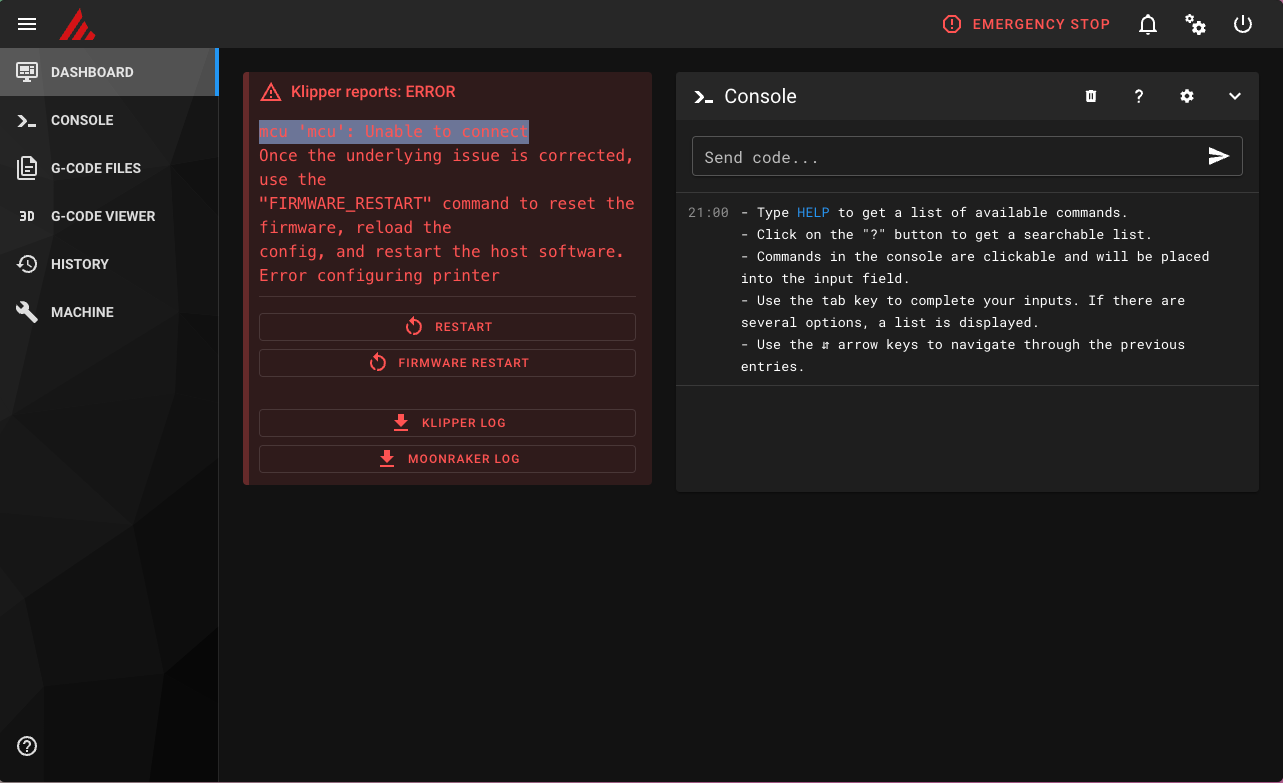 EMERGENCY STOP
DASHBOARD
CONSOLE
G-CODE FILES
3D G-CODE VIEWER
HISTORY
MACHINE
Klipper reports: ERROR
mcu 'mcu': Unable to connect
Once the underlying issue is corrected,
use the
"FIRMWARE_RESTART" command to reset the
firmware, reload the
config, and restart the host software.
Error configuring printer
RESTART
FIRMWARE RESTART
KLIPPER LOG
MOONRAKER LOG
Console
Send code...
21:00 - Type HELP to get a list of available commands.
- Click on the "?" button to get a searchable list.
- Commands in the console are clickable and will be placed
into the input field.
- Use the tab key to complete your inputs. If there are
several options, a list is displayed.
- Use the ⇵ arrow keys to navigate through the previous
entries.